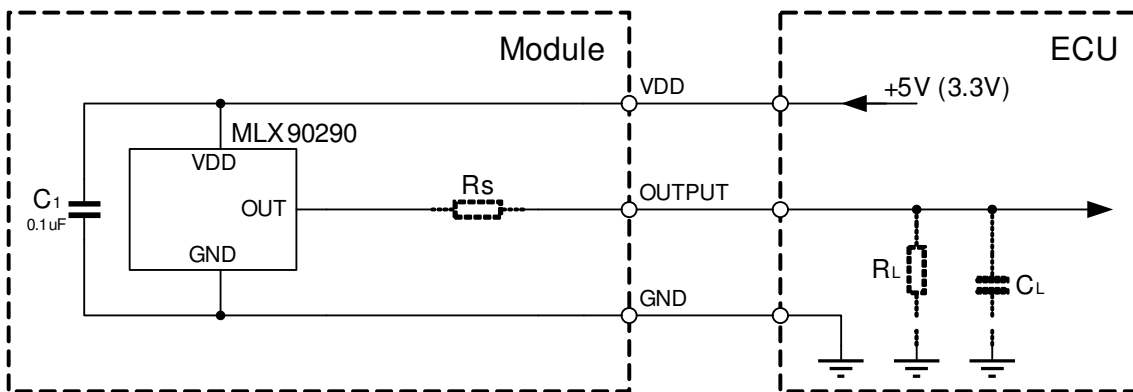 Module
ECU
VDD
+5V (3.3V)
MLX90290
VDD
C1
0.1uF
OUT
Rs
OUTPUT
GND
RL
CL
GND